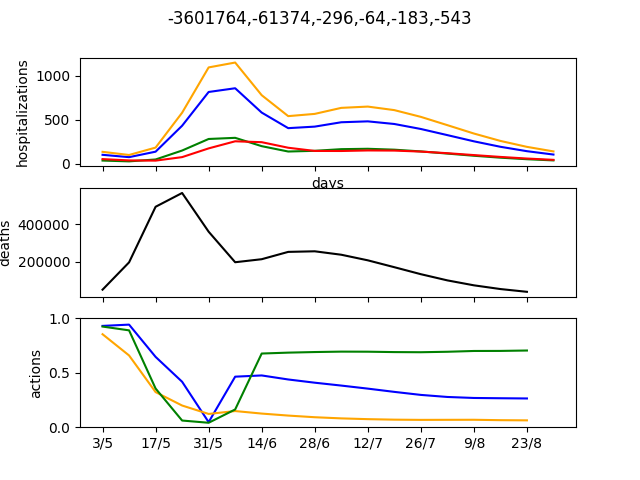 -3601764,-61374,-296,-64,-183,-543
hospitalizations
1000
500
0
days
deaths
400000
200000
actions
1.0
0.5
0.0
3/5 17/5 31/5 14/6 28/6 12/7 26/7 9/8 23/8